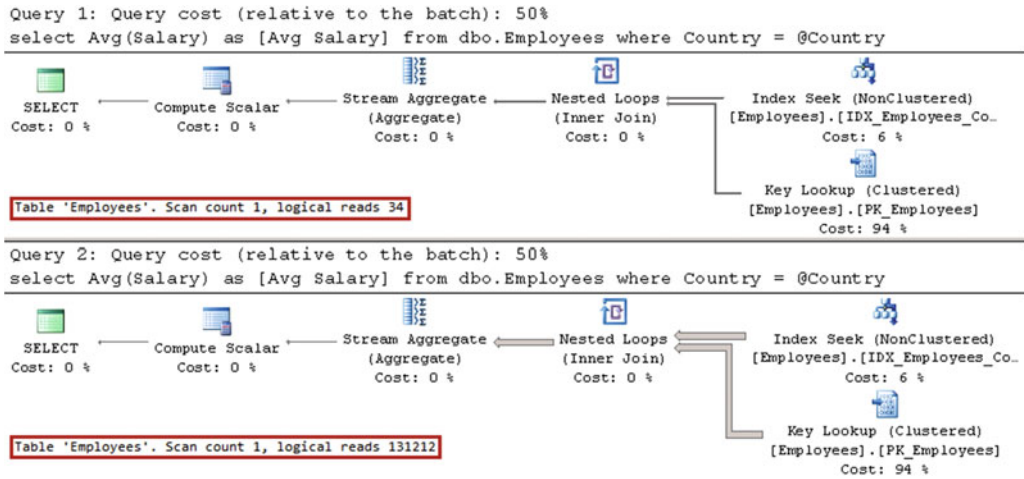 Query 1: Query cost (relative to the batch): 50%
select Avg(Salary) as [Avg Salary] from dbo.Employees where Country = @Country
SELECT
Cost: 0 %
Compute Scalar
Cost: 0 %
Stream Aggregate
(Aggregate)
Cost: 0 %
Nested Loops
(Inner Join)
Cost: 0 %
Index Seek (NonClustered)
[Employees].[IDX_Employees_Co…
Cost: 6 %
Key Lookup (Clustered)
[Employees].[PK_Employees]
Cost: 94 %
Table 'Employees'. Scan count 1, logical reads 34
Query 2: Query cost (relative to the batch): 50%
select Avg(Salary) as [Avg Salary] from dbo.Employees where Country = @Country
SELECT
Cost: 0 %
Compute Scalar
Cost: 0 %
Stream Aggregate
(Aggregate)
Cost: 0 %
Nested Loops
(Inner Join)
Cost: 0 %
Index Seek (NonClustered)
[Employees].[IDX_Employees_Co…
Cost: 6 %
Key Lookup (Clustered)
[Employees].[PK_Employees]
Cost: 94 %
Table 'Employees'. Scan count 1, logical reads 131212